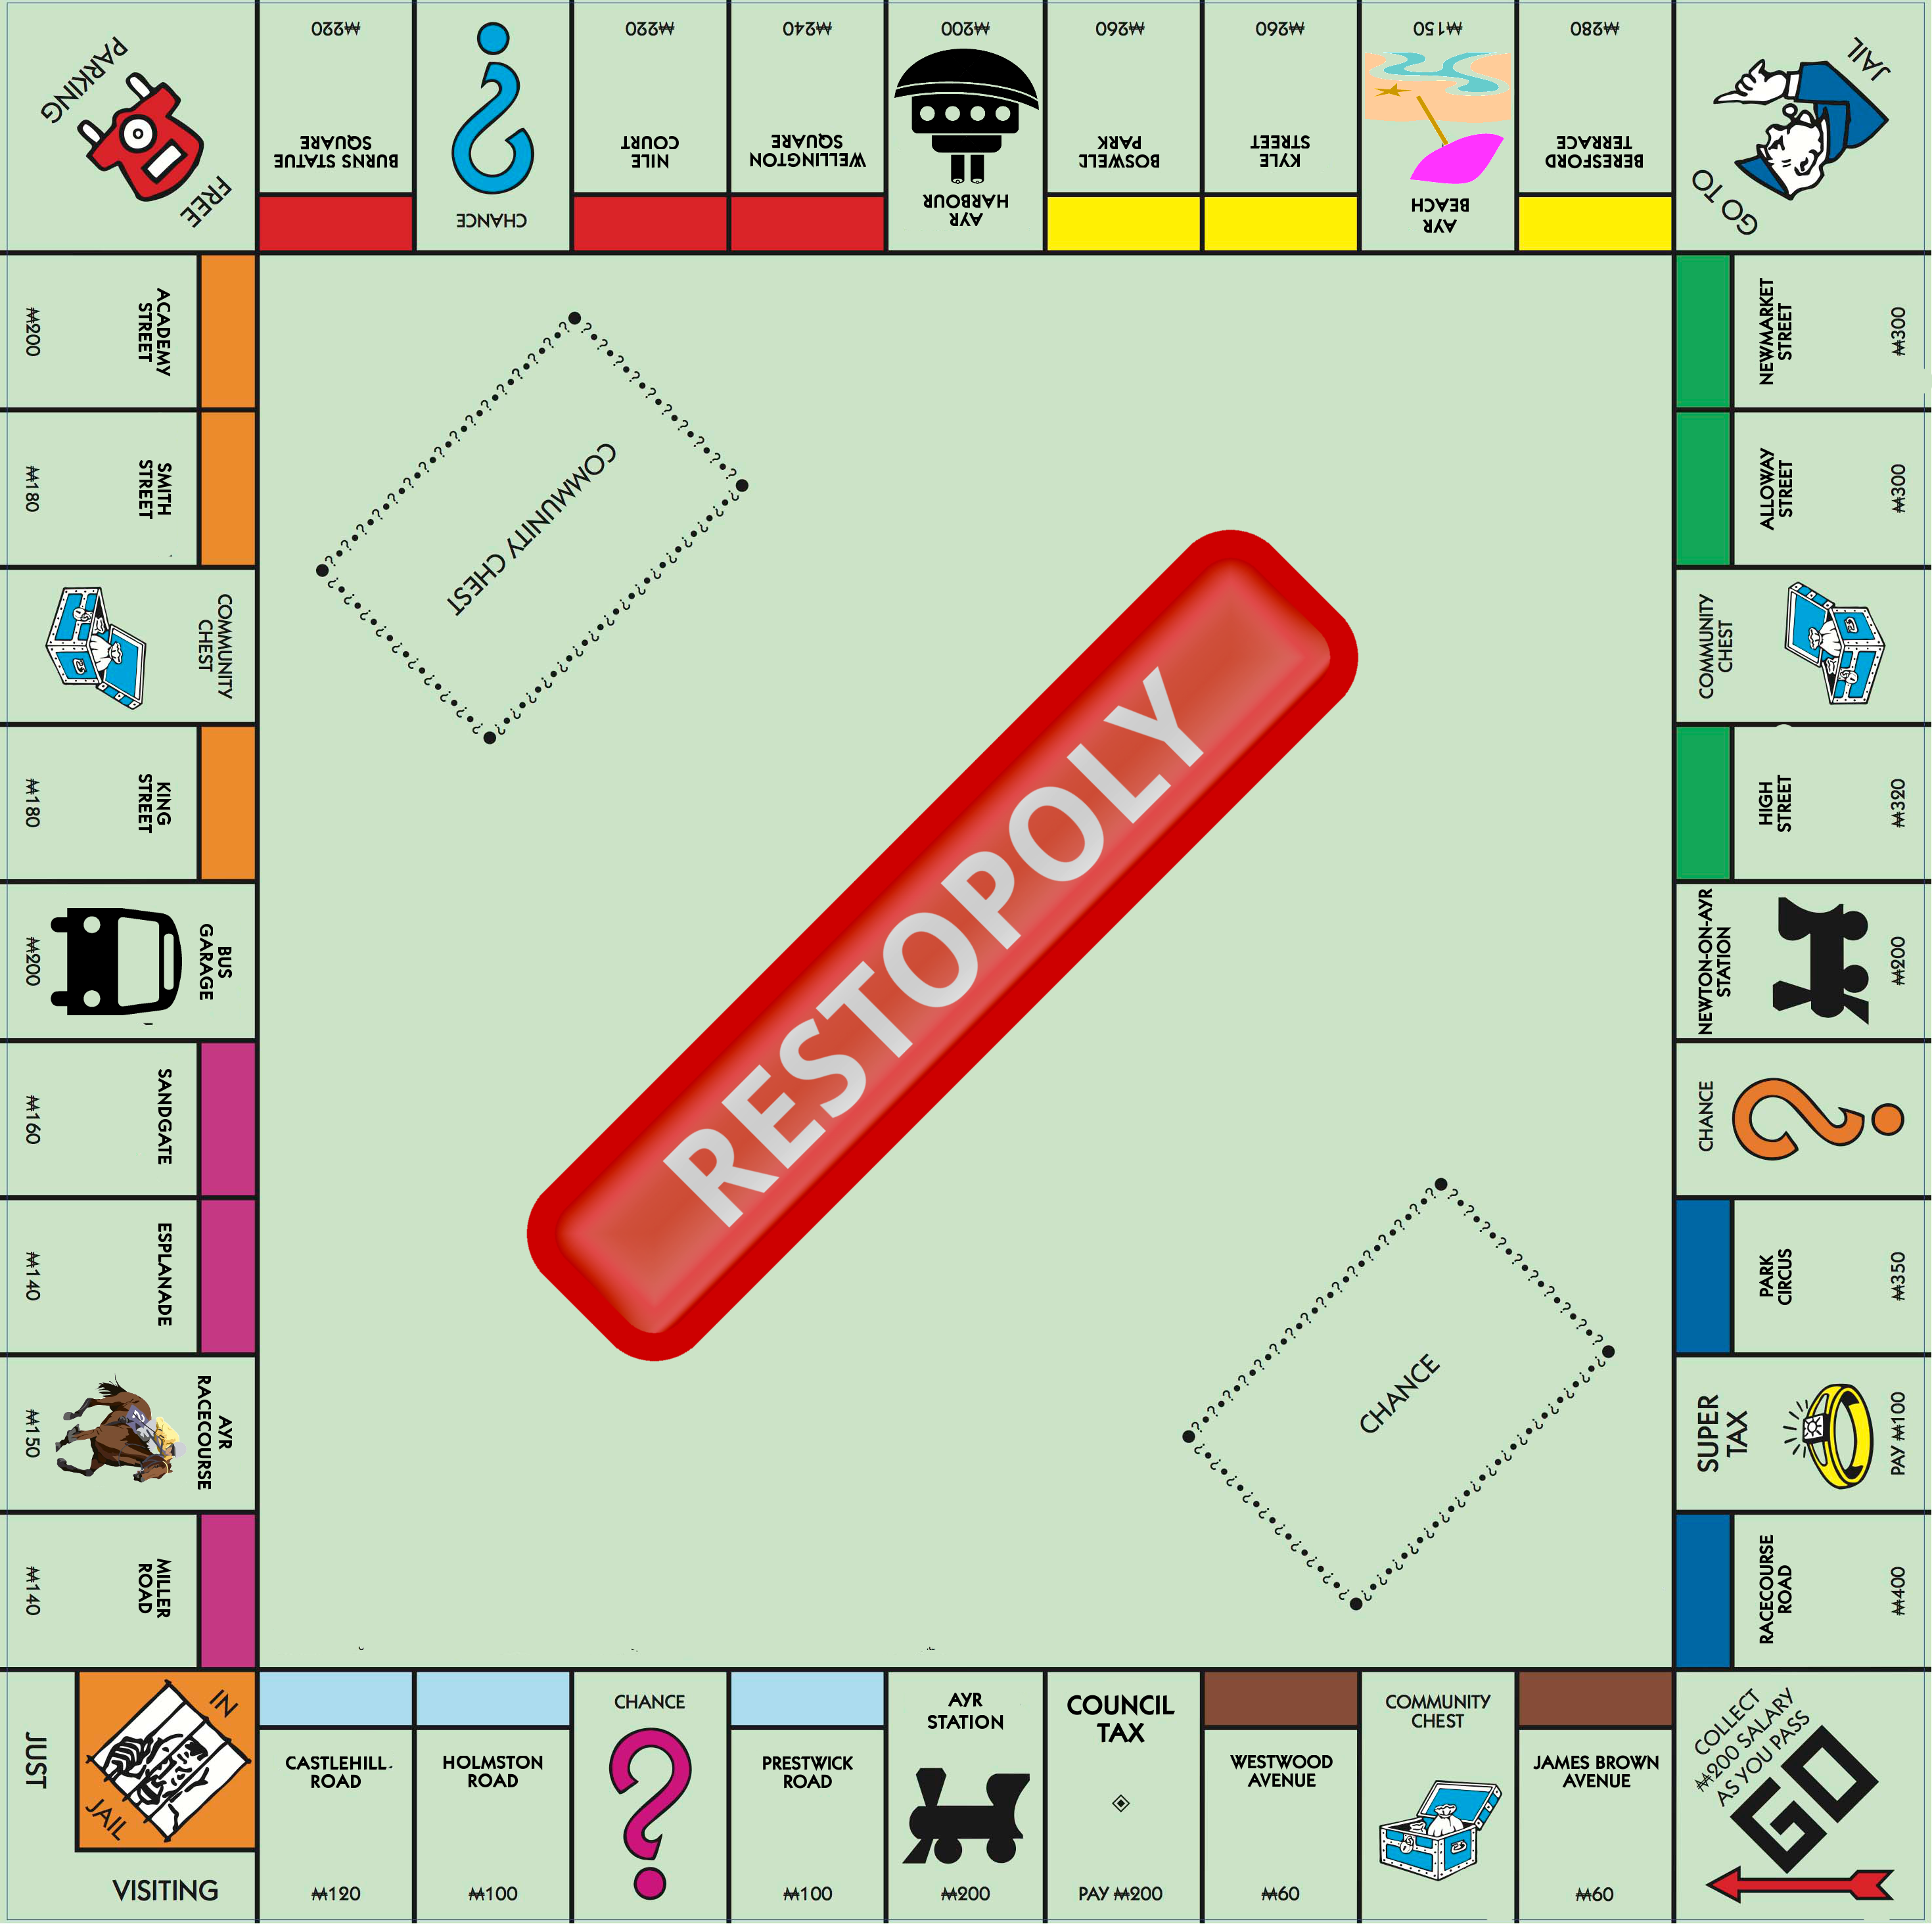 FREE
PARKING
BURNS STATUE
SQUARE
₩220
CHANCE
NILE
COURT
₩220
WELLINGTON
SQUARE
₩240
AYR
HARBOUR
₩200
BOSWELL
PARK
₩260
KYLE
STREET
₩260
AYR
BEACH
₩150
BERESFORD
TERRACE
₩280
GO TO
JAIL
NEWMARKET
STREET
₩300
ALLOWAY
STREET
₩300
COMMUNITY
CHEST
HIGH
STREET
₩320
NEWTON-ON-AYR
STATION
₩200
CHANCE
PARK
CIRCUS
₩350
SUPER
TAX
PAY ₩100
RACECOURSE
ROAD
₩400
COLLECT
₩200 SALARY
AS YOU PASS
GO
JAMES BROWN
AVENUE
₩60
COMMUNITY
CHEST
WESTWOOD
AVENUE
₩60
COUNCIL
TAX
PAY ₩200
AYR
STATION
₩200
PRESTWICK
ROAD
₩100
CHANCE
HOLMSTON
ROAD
₩100
CASTLEHILL
ROAD
₩120
IN
JAIL
JUST
VISITING
MILLER
ROAD
₩140
AYR
RACECOURSE
₩150
ESPLANADE
₩140
SANDGATE
₩160
BUS
GARAGE
₩200
KING
STREET
₩180
COMMUNITY
CHEST
SMITH
STREET
₩180
ACADEMY
STREET
₩200
COMMUNITY CHEST
RESTOPOLY
CHANCE